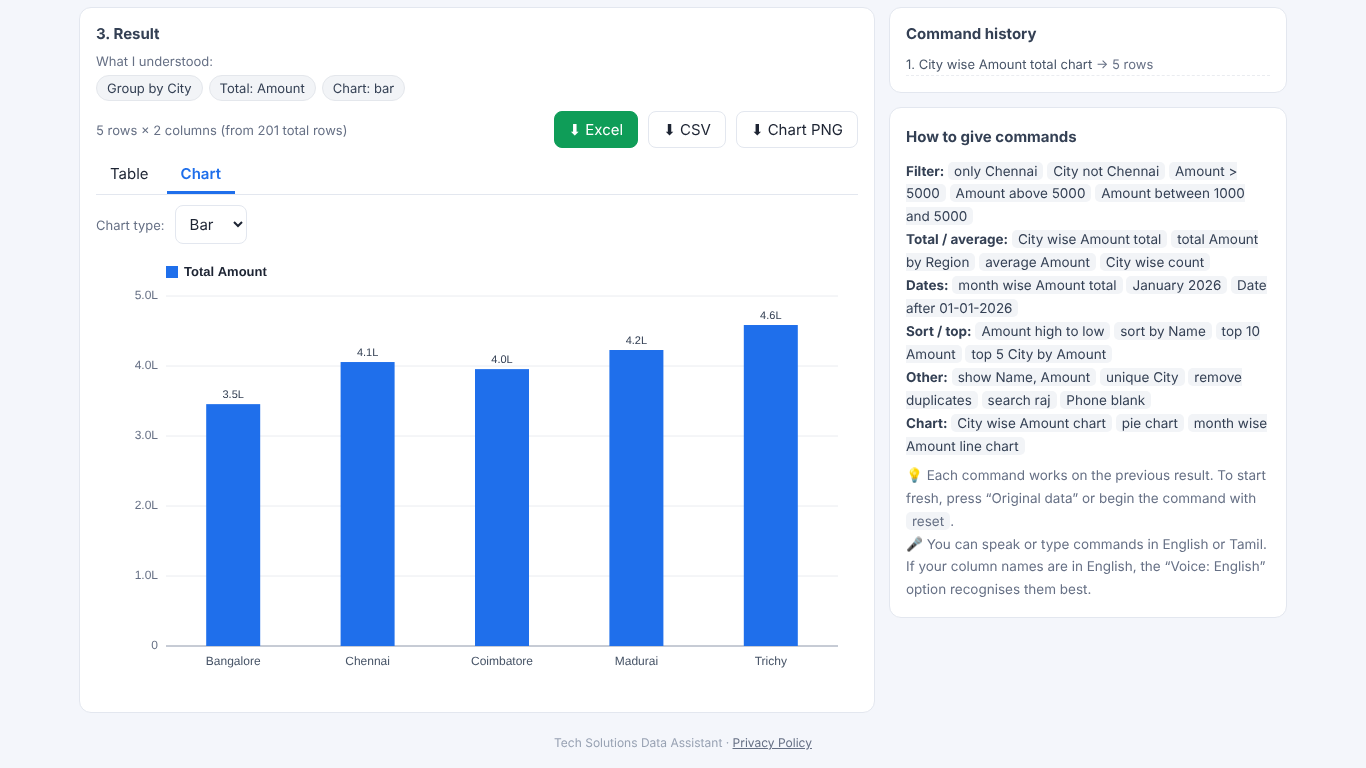 3. Result
What I understood:
Group by City Total: Amount Chart: bar
5 rows × 2 columns (from 201 total rows)
⬇ Excel ⬇ CSV ⬇ Chart PNG
Table Chart
Chart type: Bar
Total Amount
5.0L
4.0L
3.0L
2.0L
1.0L
0
3.5L
4.1L
4.0L
4.2L
4.6L
Bangalore Chennai Coimbatore Madurai Trichy
Command history
1. City wise Amount total chart → 5 rows
How to give commands
Filter: only Chennai City not Chennai Amount >
5000 Amount above 5000 Amount between 1000
and 5000
Total / average: City wise Amount total total Amount
by Region average Amount City wise count
Dates: month wise Amount total January 2026 Date
after 01-01-2026
Sort / top: Amount high to low sort by Name top 10
Amount top 5 City by Amount
Other: show Name, Amount unique City remove
duplicates search raj Phone blank
Chart: City wise Amount chart pie chart month wise
Amount line chart
💡 Each command works on the previous result. To start
fresh, press “Original data” or begin the command with
reset .
🎤 You can speak or type commands in English or Tamil.
If your column names are in English, the “Voice: English”
option recognises them best.
Tech Solutions Data Assistant · Privacy Policy